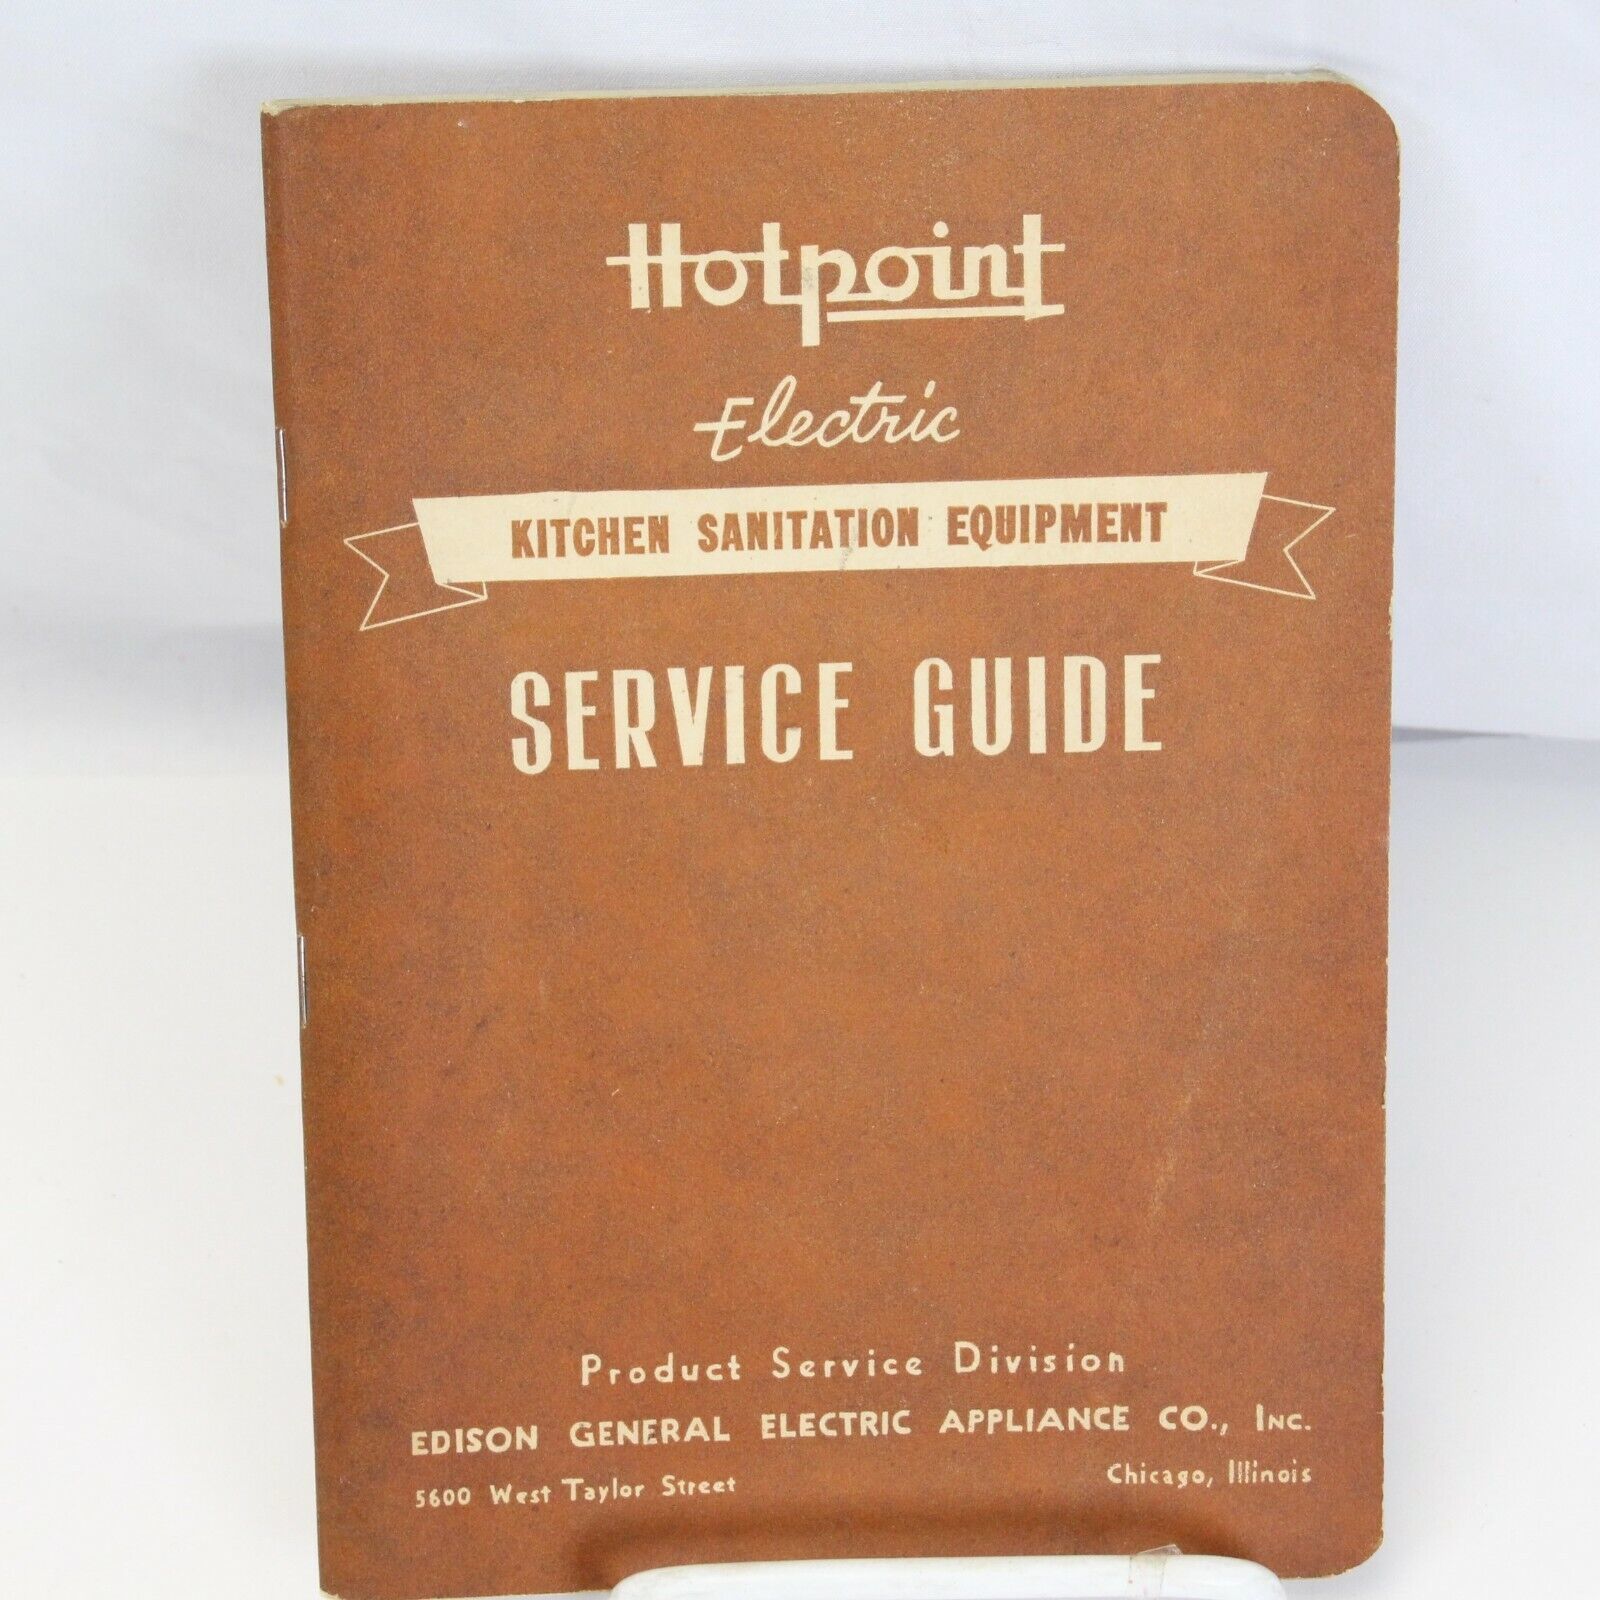 Hotpoint
Electric
KITCHEN SANITATION EQUIPMENT
SERVICE GUIDE
Product Service Division
EDISON GENERAL ELECTRIC APPLIANCE CO., INC.
5600 West Taylor Street Chicago, Illinois